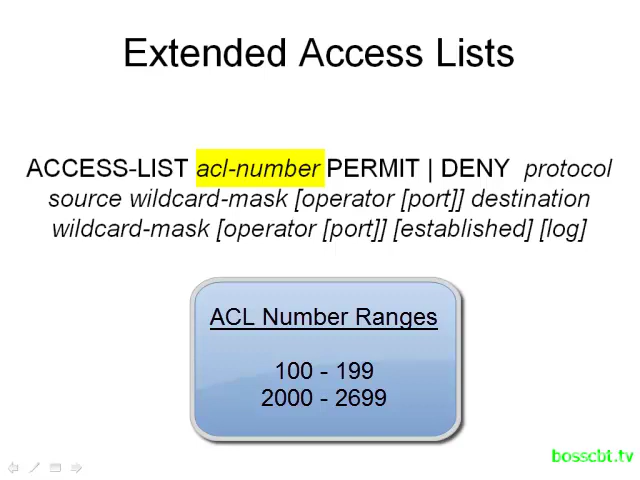 Extended Access Lists
ACCESS-LIST acl-number PERMIT | DENY protocol
source wildcard-mask [operator [port]] destination
wildcard-mask [operator [port]] [established] [log]
ACL Number Ranges
100 - 199
2000 - 2699
bosscbt.tv